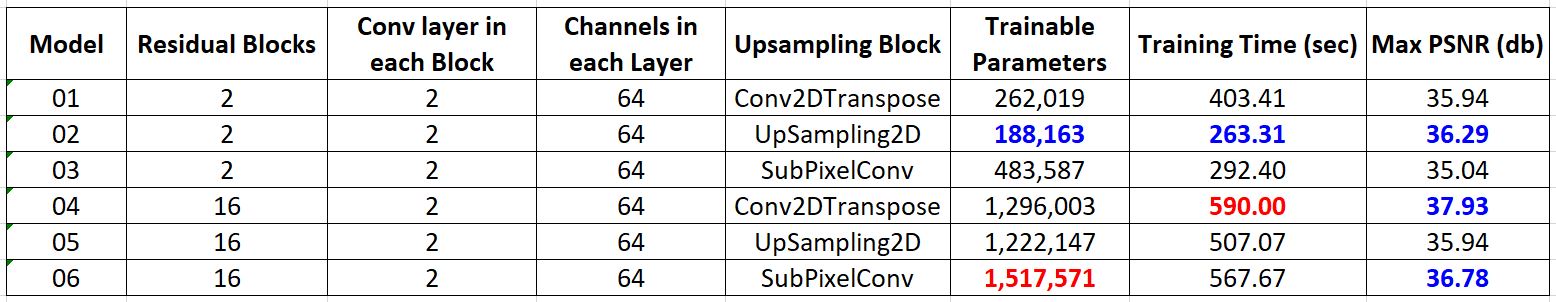 Model Residual Blocks Conv layer in each Block Channels in each Layer Upsampling Block Trainable Parameters Training Time (sec) Max PSNR (db)
01 2 2 64 Conv2DTranspose 262,019 403.41 35.94
02 2 2 64 UpSampling2D 188,163 263.31 36.29
03 2 2 64 SubPixelConv 483,587 292.40 35.04
04 16 2 64 Conv2DTranspose 1,296,003 590.00 37.93
05 16 2 64 UpSampling2D 1,222,147 507.07 35.94
06 16 2 64 SubPixelConv 1,517,571 567.67 36.78